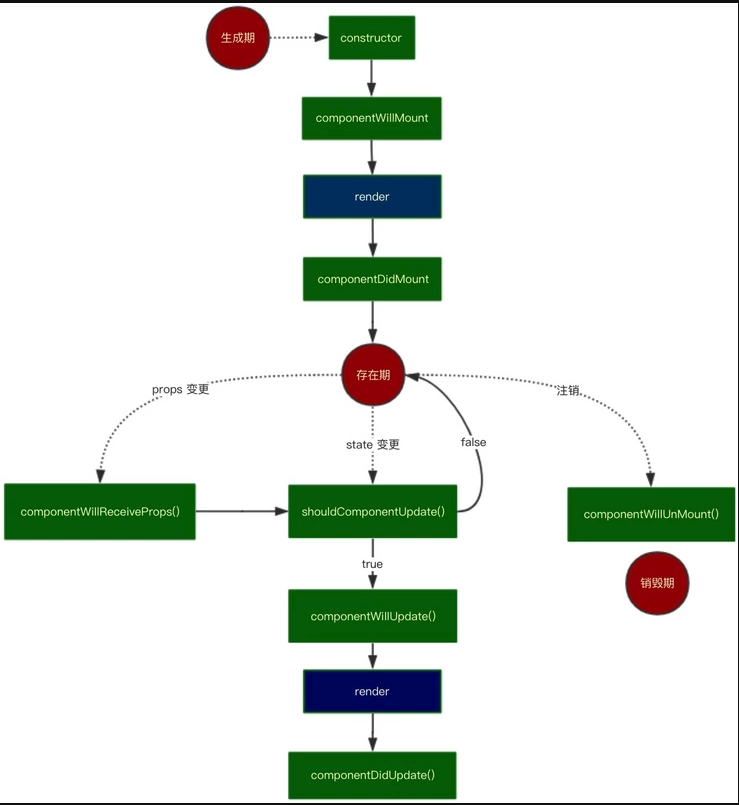 生成期
constructor
componentWillMount
render
componentDidMount
存在期
props 变更
注销
state 变更
false
componentWillReceiveProps()
shouldComponentUpdate()
componentWillUnMount()
true
销毁期
componentWillUpdate()
render
componentDidUpdate()